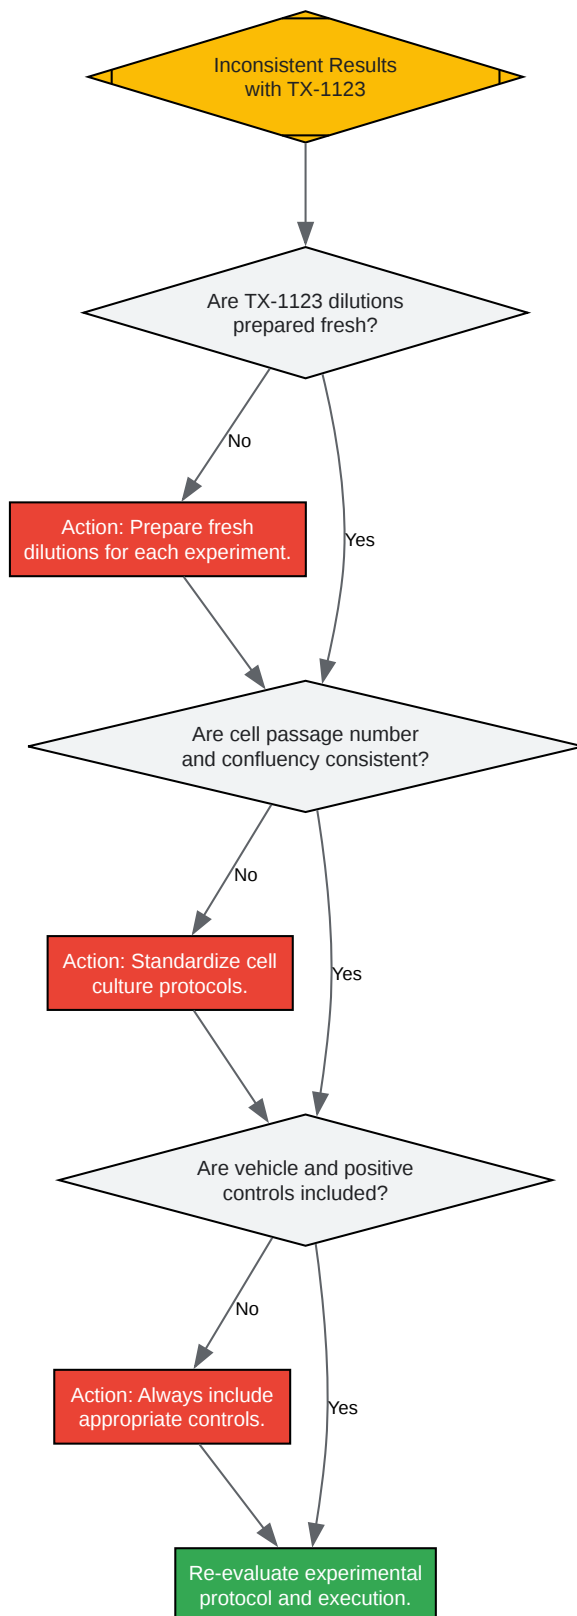 Inconsistent Results
with TX-1123
Are TX-1123 dilutions
prepared fresh?
No
Action: Prepare fresh
dilutions for each experiment.
Yes
Are cell passage number
and confluency consistent?
No
Action: Standardize cell
culture protocols.
Yes
Are vehicle and positive
controls included?
No
Action: Always include
appropriate controls.
Yes
Re-evaluate experimental
protocol and execution.